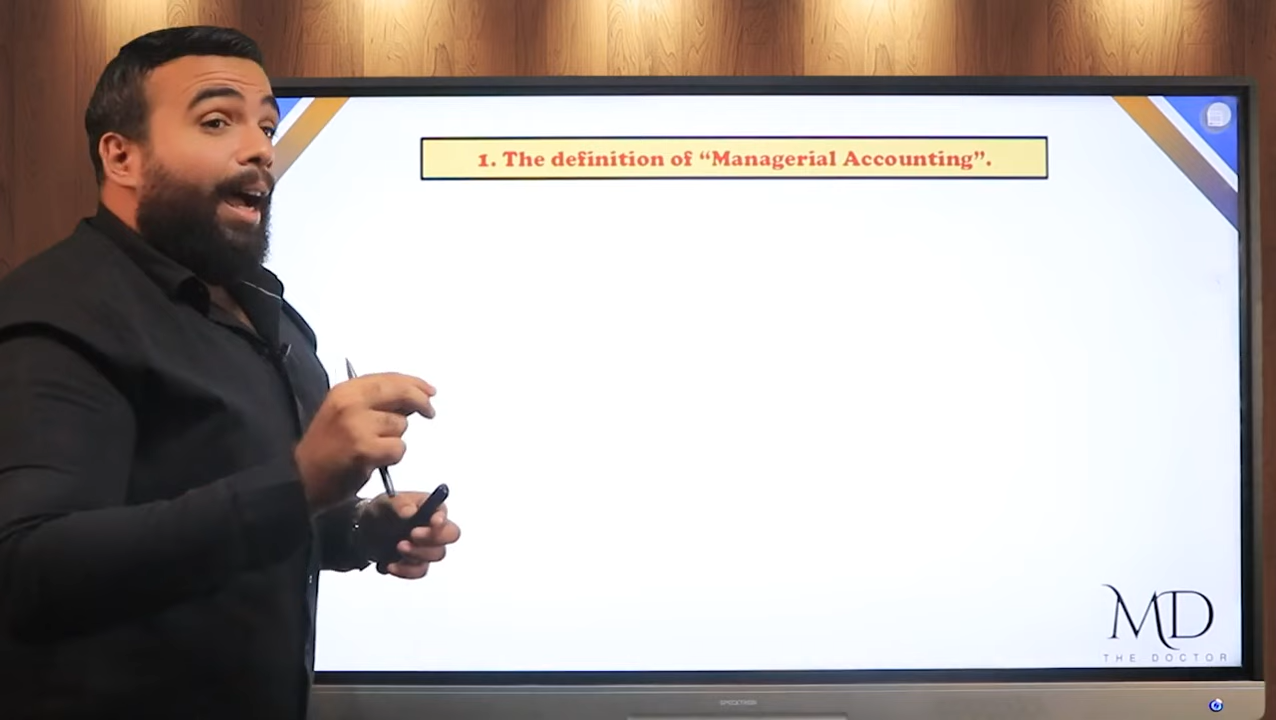 1. The definition of “Managerial Accounting”.
MD
THE DOCTOR